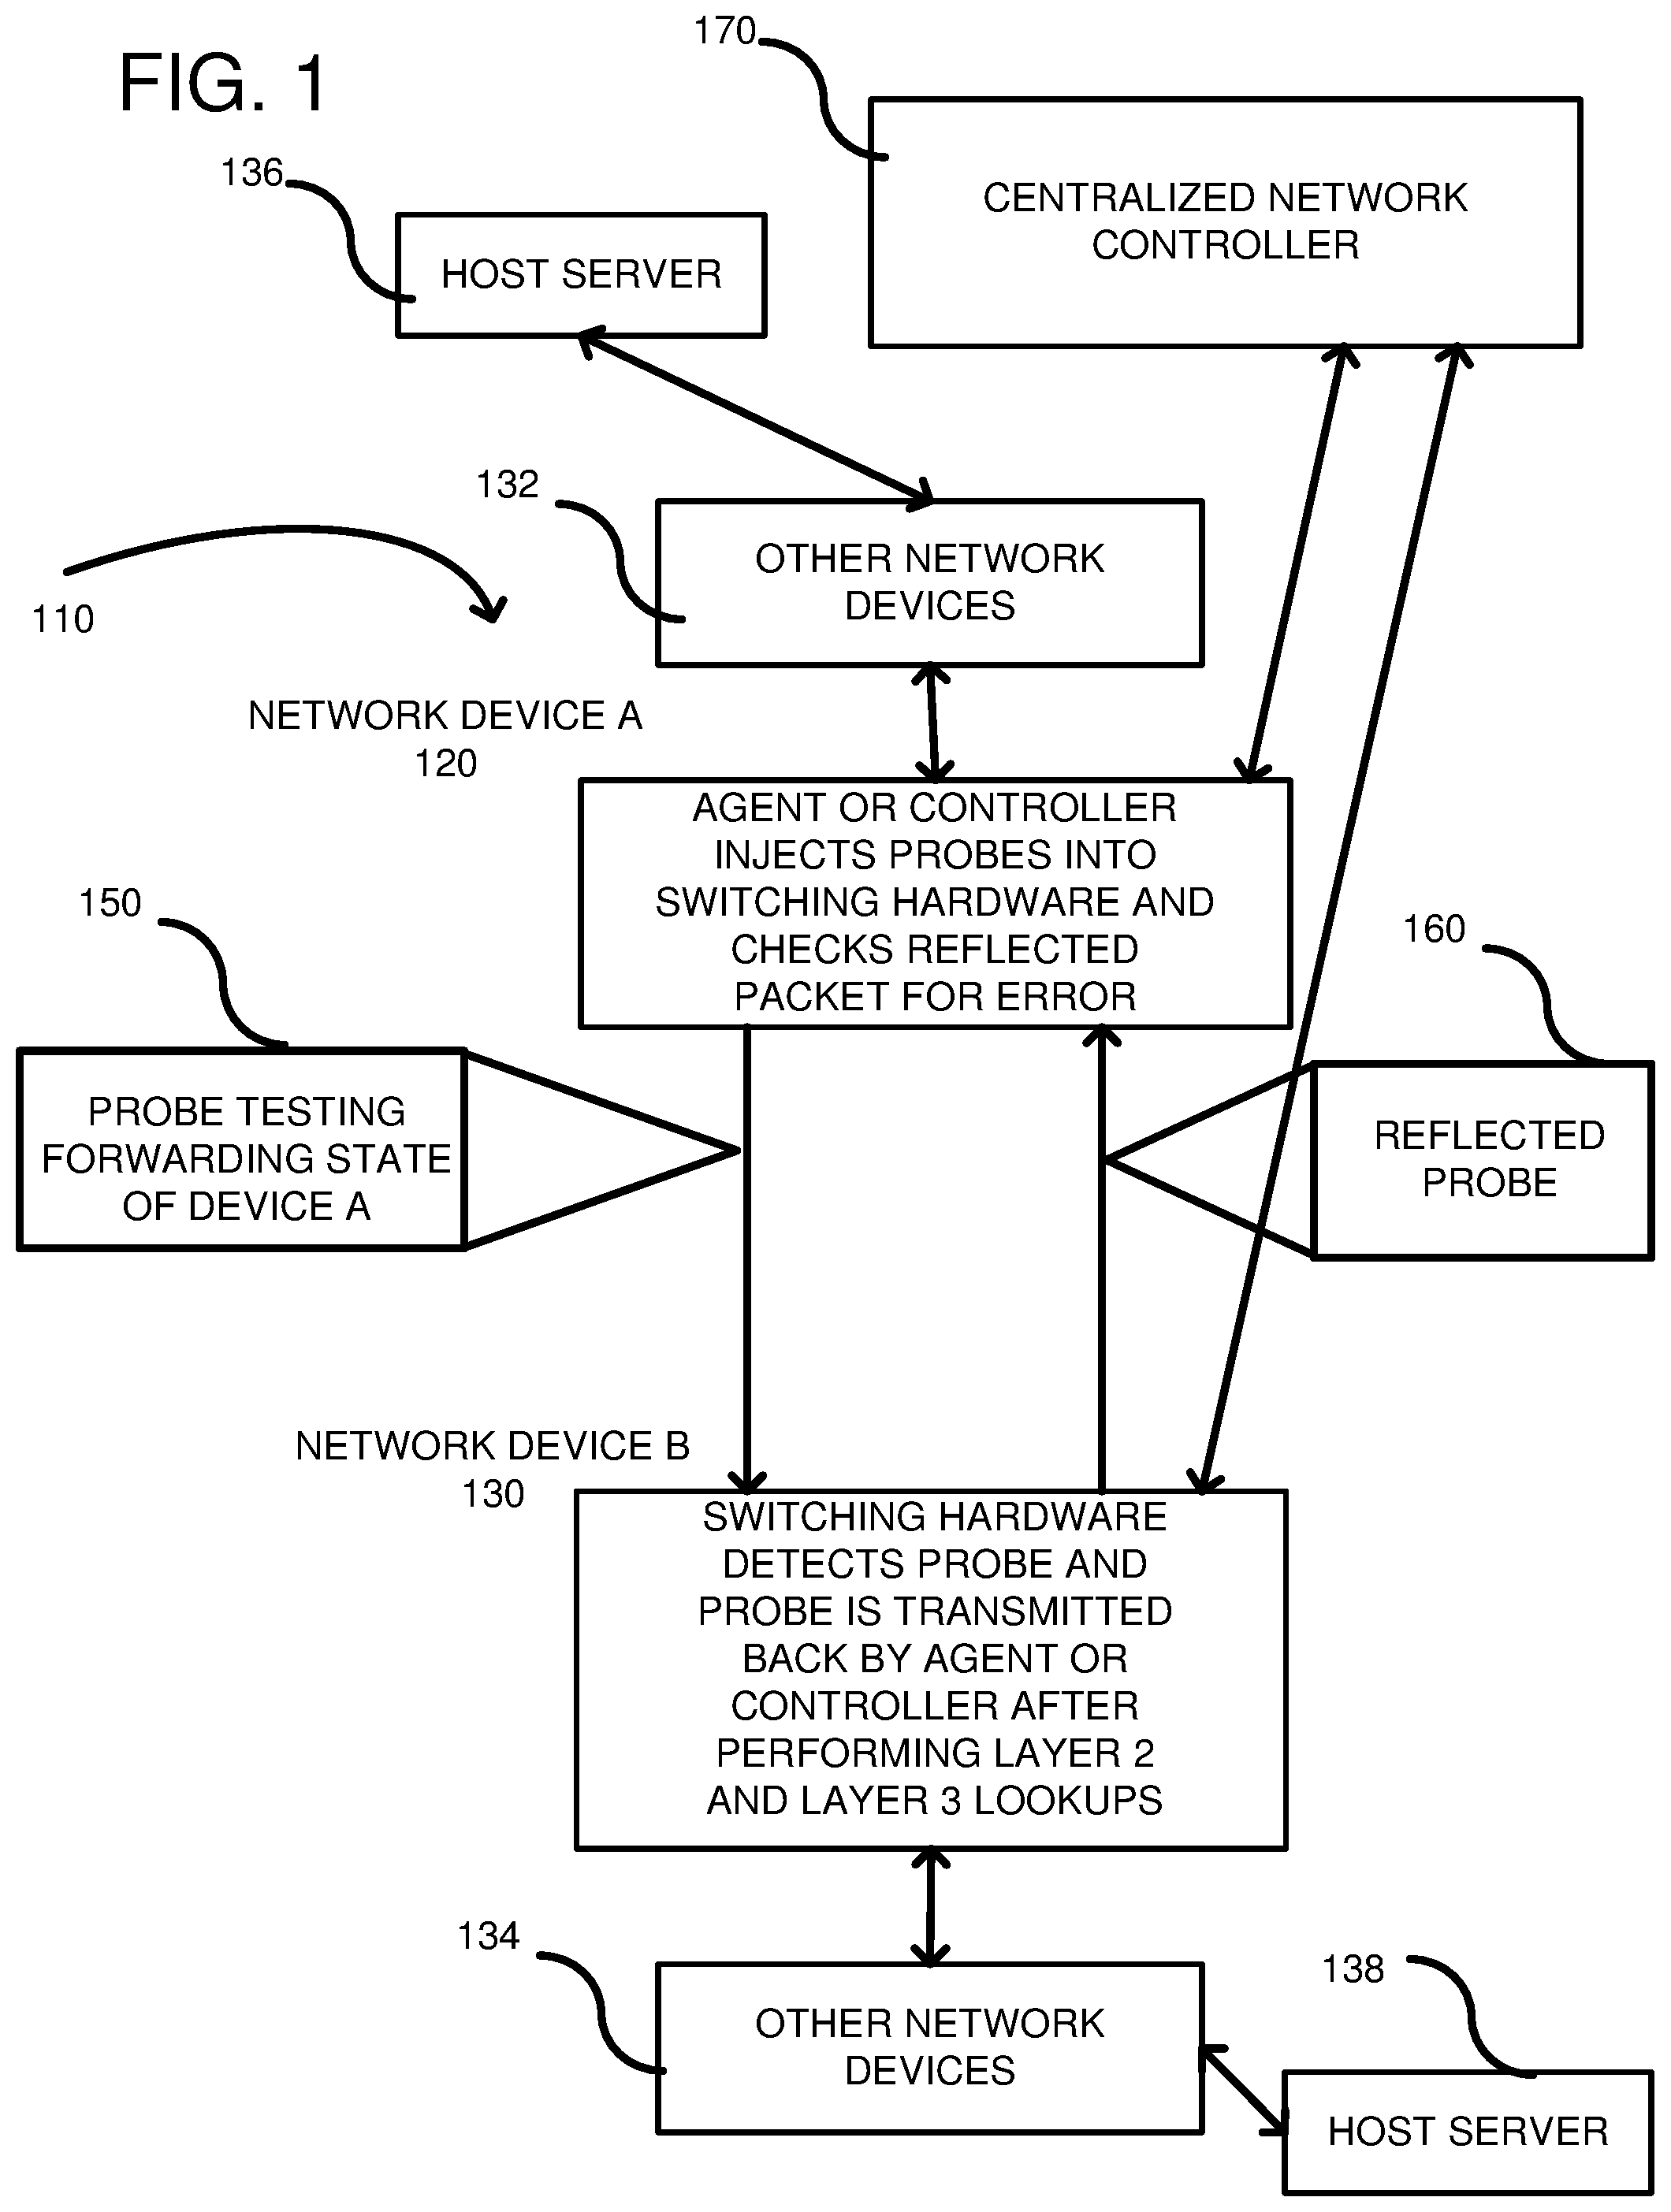 FIG. 1
170
CENTRALIZED NETWORK
CONTROLLER
136
HOST SERVER
132
OTHER NETWORK
DEVICES
110
NETWORK DEVICE A
120
AGENT OR CONTROLLER
INJECTS PROBES INTO
SWITCHING HARDWARE AND
CHECKS REFLECTED
PACKET FOR ERROR
150
PROBE TESTING
FORWARDING STATE
OF DEVICE A
160
REFLECTED
PROBE
NETWORK DEVICE B
130
SWITCHING HARDWARE
DETECTS PROBE AND
PROBE IS TRANSMITTED
BACK BY AGENT OR
CONTROLLER AFTER
PERFORMING LAYER 2
AND LAYER 3 LOOKUPS
134
OTHER NETWORK
DEVICES
138
HOST SERVER